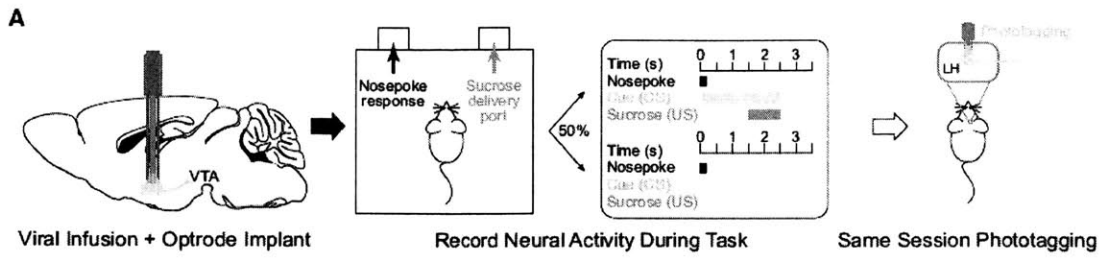 A
VTA
Viral Infusion + Optrode Implant
Nosepoke
response
Sucrose
delivery
port
50%
Time (s) 0 1 2 3
Nosepoke
Cue (CS)
Sucrose (US)
Time (s) 0 1 2 3
Nosepoke
Cue (CS)
Sucrose (US)
Record Neural Activity During Task
Phototagging
LH
Same Session Phototagging